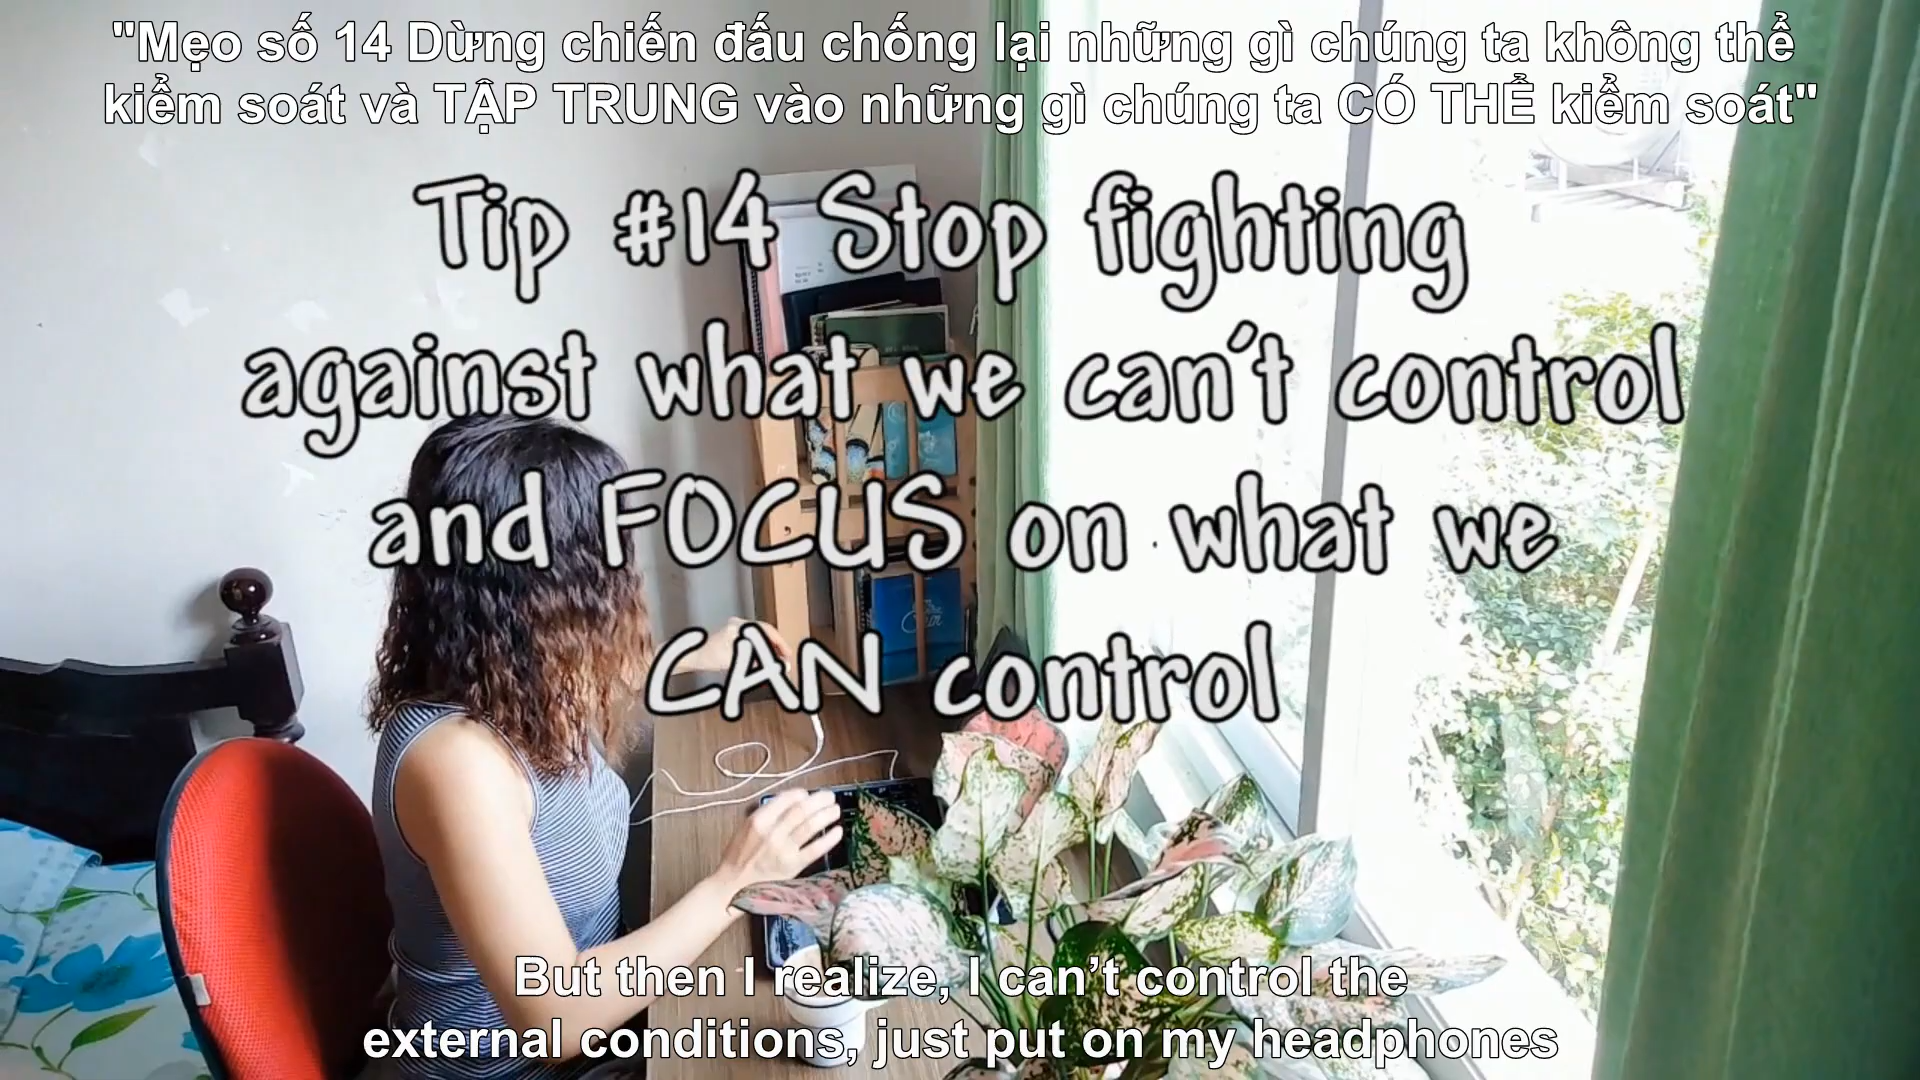 "Mẹo số 14 Dừng chiến đấu chống lại những gì chúng ta không thể
kiểm soát và TẬP TRUNG vào những gì chúng ta CÓ THỂ kiểm soát"
Tip #14 Stop fighting
against what we can't control
and FOCUS on what we
CAN control
But then I realize, I can’t control the
external conditions, just put on my headphones